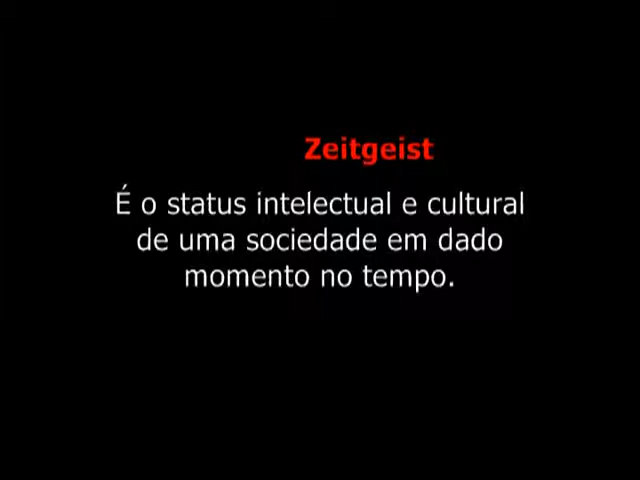 Zeitgeist
É o status intelectual e cultural
de uma sociedade em dado
momento no tempo.